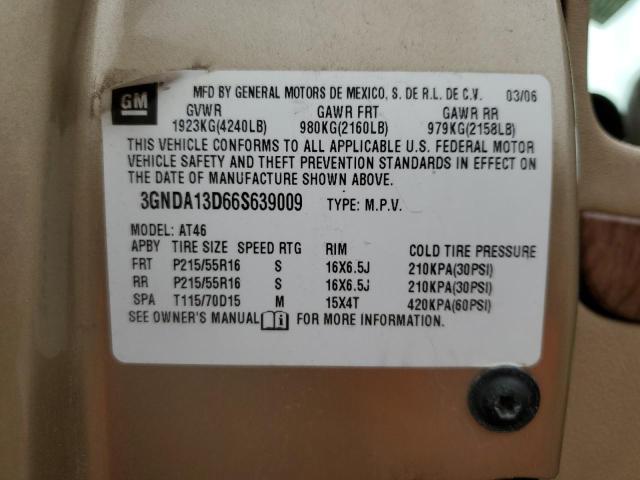 GM
MFD BY GENERAL MOTORS DE MEXICO, S. DE R.L. DE C.V. 03/06
GVWR GAWR FRT GAWR RR
1923KG(4240LB) 980KG(2160LB) 979KG(2158LB)
THIS VEHICLE CONFORMS TO ALL APPLICABLE U.S. FEDERAL MOTOR
VEHICLE SAFETY AND THEFT PREVENTION STANDARDS IN EFFECT ON
THE DATE OF MANUFACTURE SHOWN ABOVE.
3GNDA13D66S639009 TYPE: M.P.V.
MODEL: AT46
APBY TIRE SIZE SPEED RTG RIM COLD TIRE PRESSURE
FRT P215/55R16 S 16X6.5J 210KPA(30PSI)
RR P215/55R16 S 16X6.5J 210KPA(30PSI)
SPA T115/70D15 M 15X4T 420KPA(60PSI)
SEE OWNER'S MANUAL FOR MORE INFORMATION.